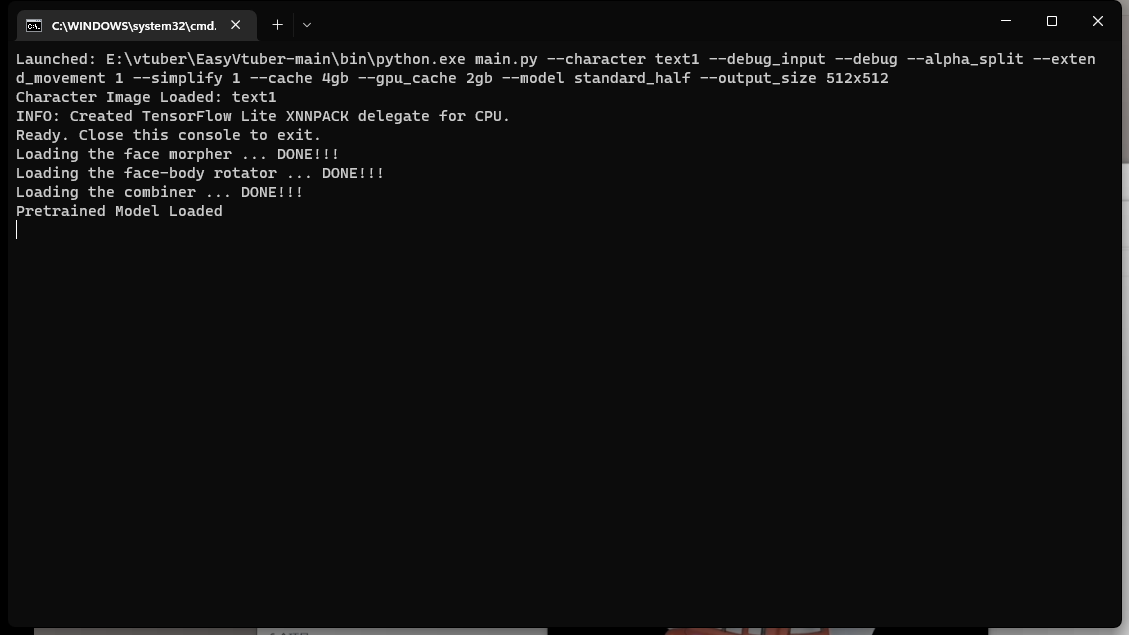 C:\WINDOWS\system32\cmd.
Launched: E:\vtuber\EasyVtuber-main\bin\python.exe main.py --character text1 --debug_input --debug --alpha_split --exten
d_movement 1 --simplify 1 --cache 4gb --gpu_cache 2gb --model standard_half --output_size 512x512
Character Image Loaded: text1
INFO: Created TensorFlow Lite XNNPACK delegate for CPU.
Ready. Close this console to exit.
Loading the face morpher ... DONE!!!
Loading the face-body rotator ... DONE!!!
Loading the combiner ... DONE!!!
Pretrained Model Loaded